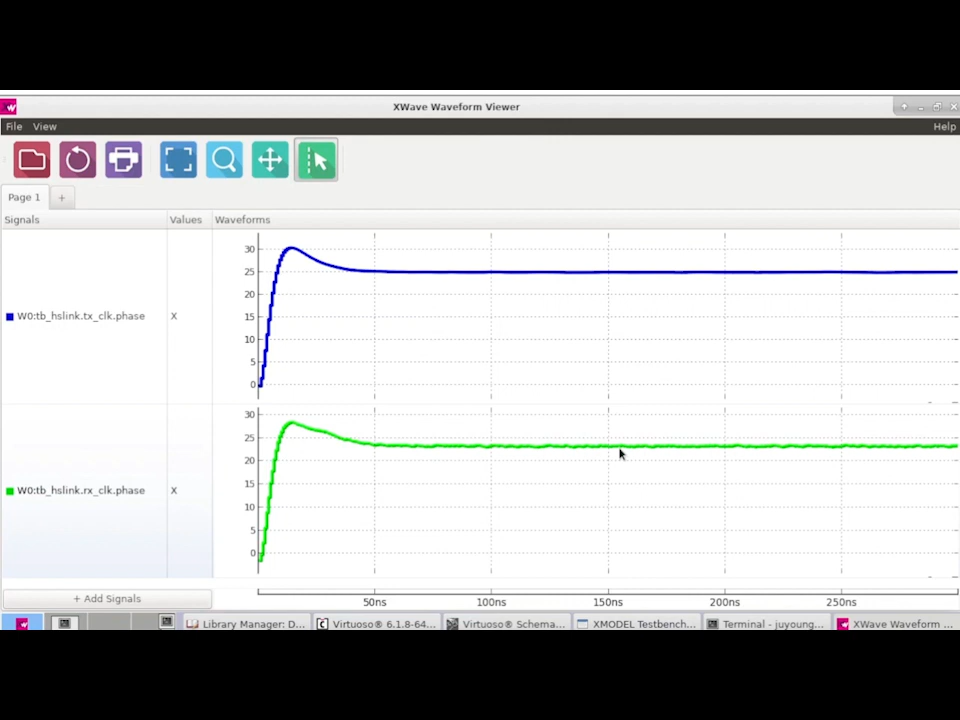 XWave Waveform Viewer
File View Help
Page 1 +
Signals Values Waveforms
30
25
20
15
10
5
0
W0:tb_hslink.tx_clk.phase X
30
25
20
15
10
5
0
W0:tb_hslink.rx_clk.phase X
+ Add Signals
50ns 100ns 150ns 200ns 250ns
Library Manager: D... Virtuoso® 6.1.8-64... Virtuoso® Schema... XMODEL Testbench... Terminal - juyoung... XWave Waveform ...